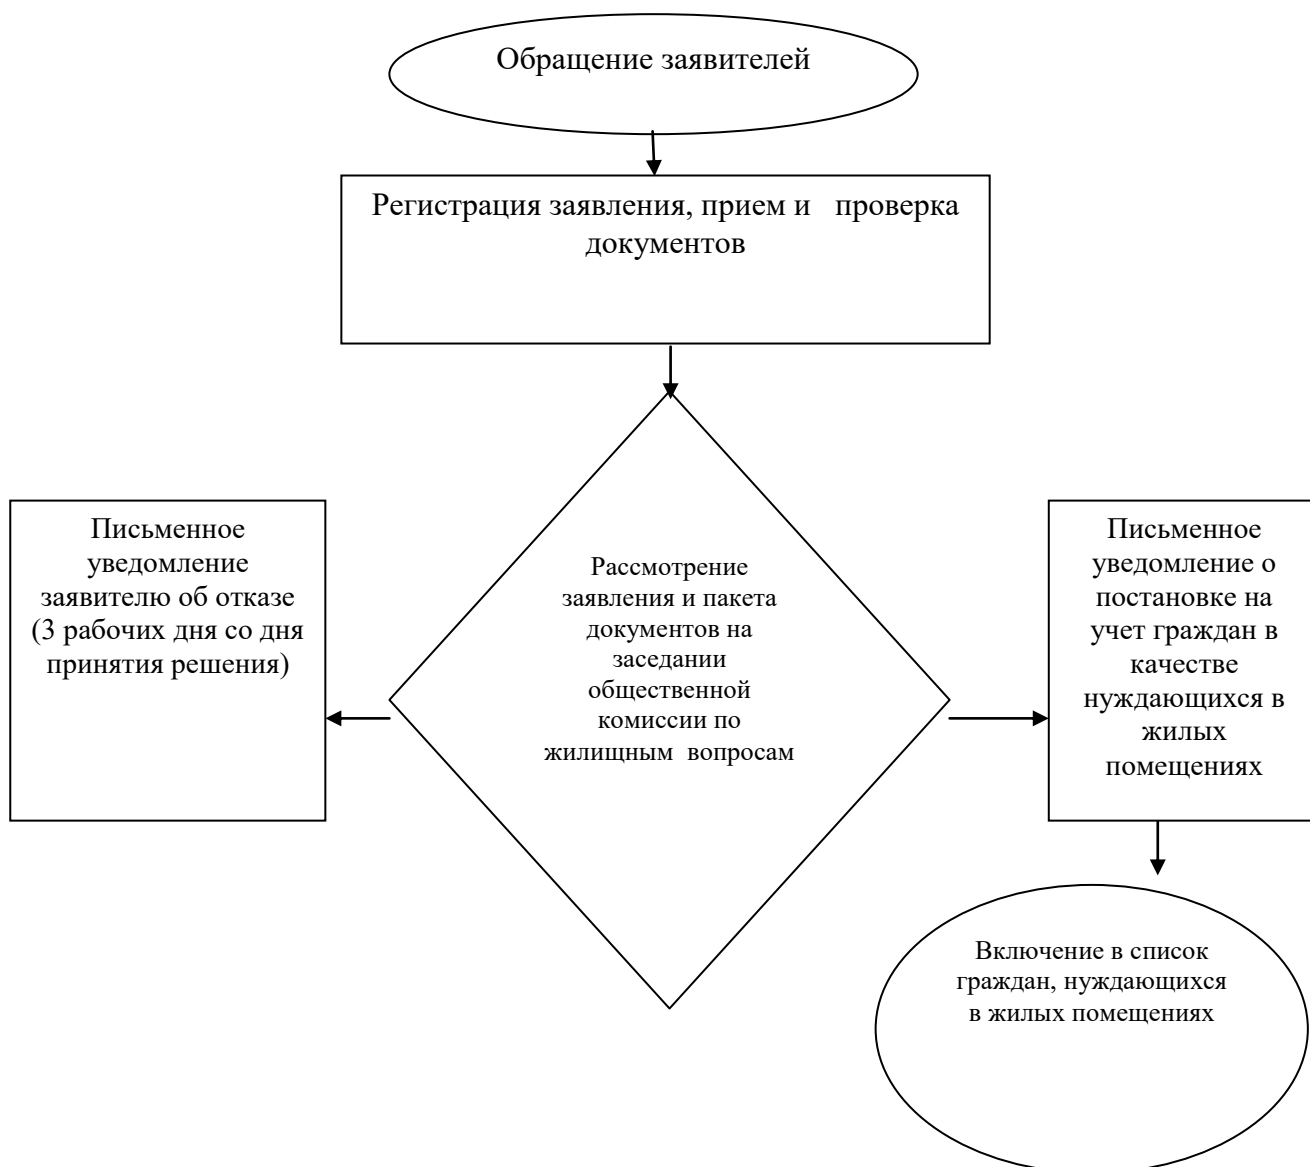 Обращение заявителей
Регистрация заявления, прием и   проверка
документов
Письменное
уведомление
заявителю об отказе
(3 рабочих дня со дня
принятия решения)
Рассмотрение
заявления и пакета
документов на
заседании
общественной
комиссии по
жилищным  вопросам
Письменное
уведомление о
постановке на
учет граждан в
качестве
нуждающихся в
жилых
помещениях
Включение в список
граждан, нуждающихся
в жилых помещениях